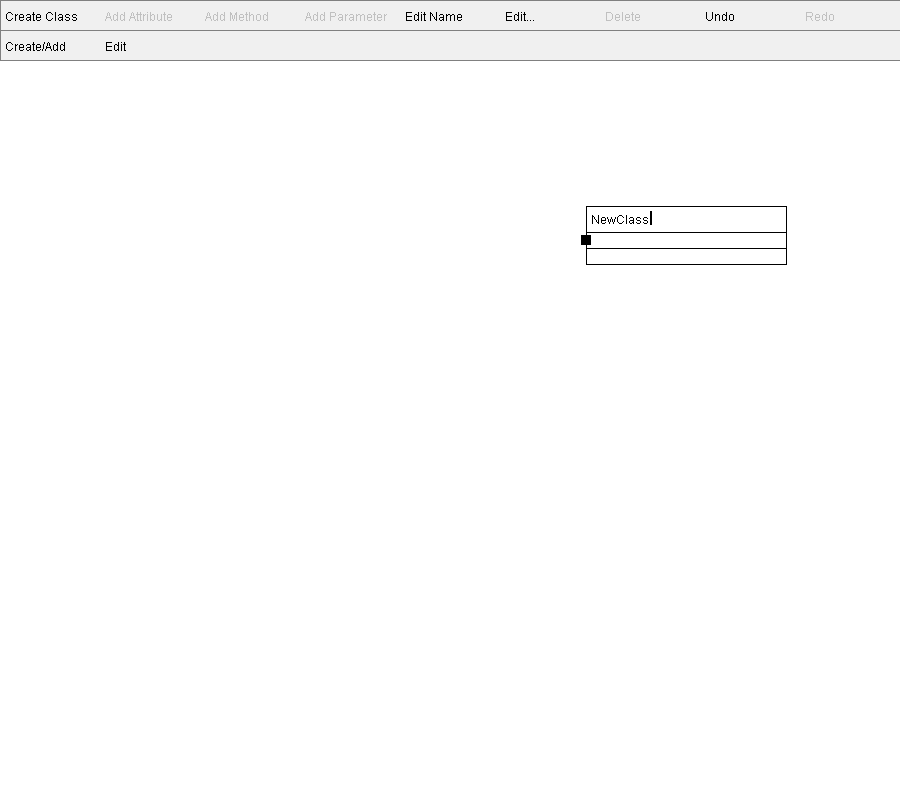 Create Class Add Attribute Add Method Add Parameter Edit Name Edit... Delete Undo Redo
Create/Add Edit
NewClass